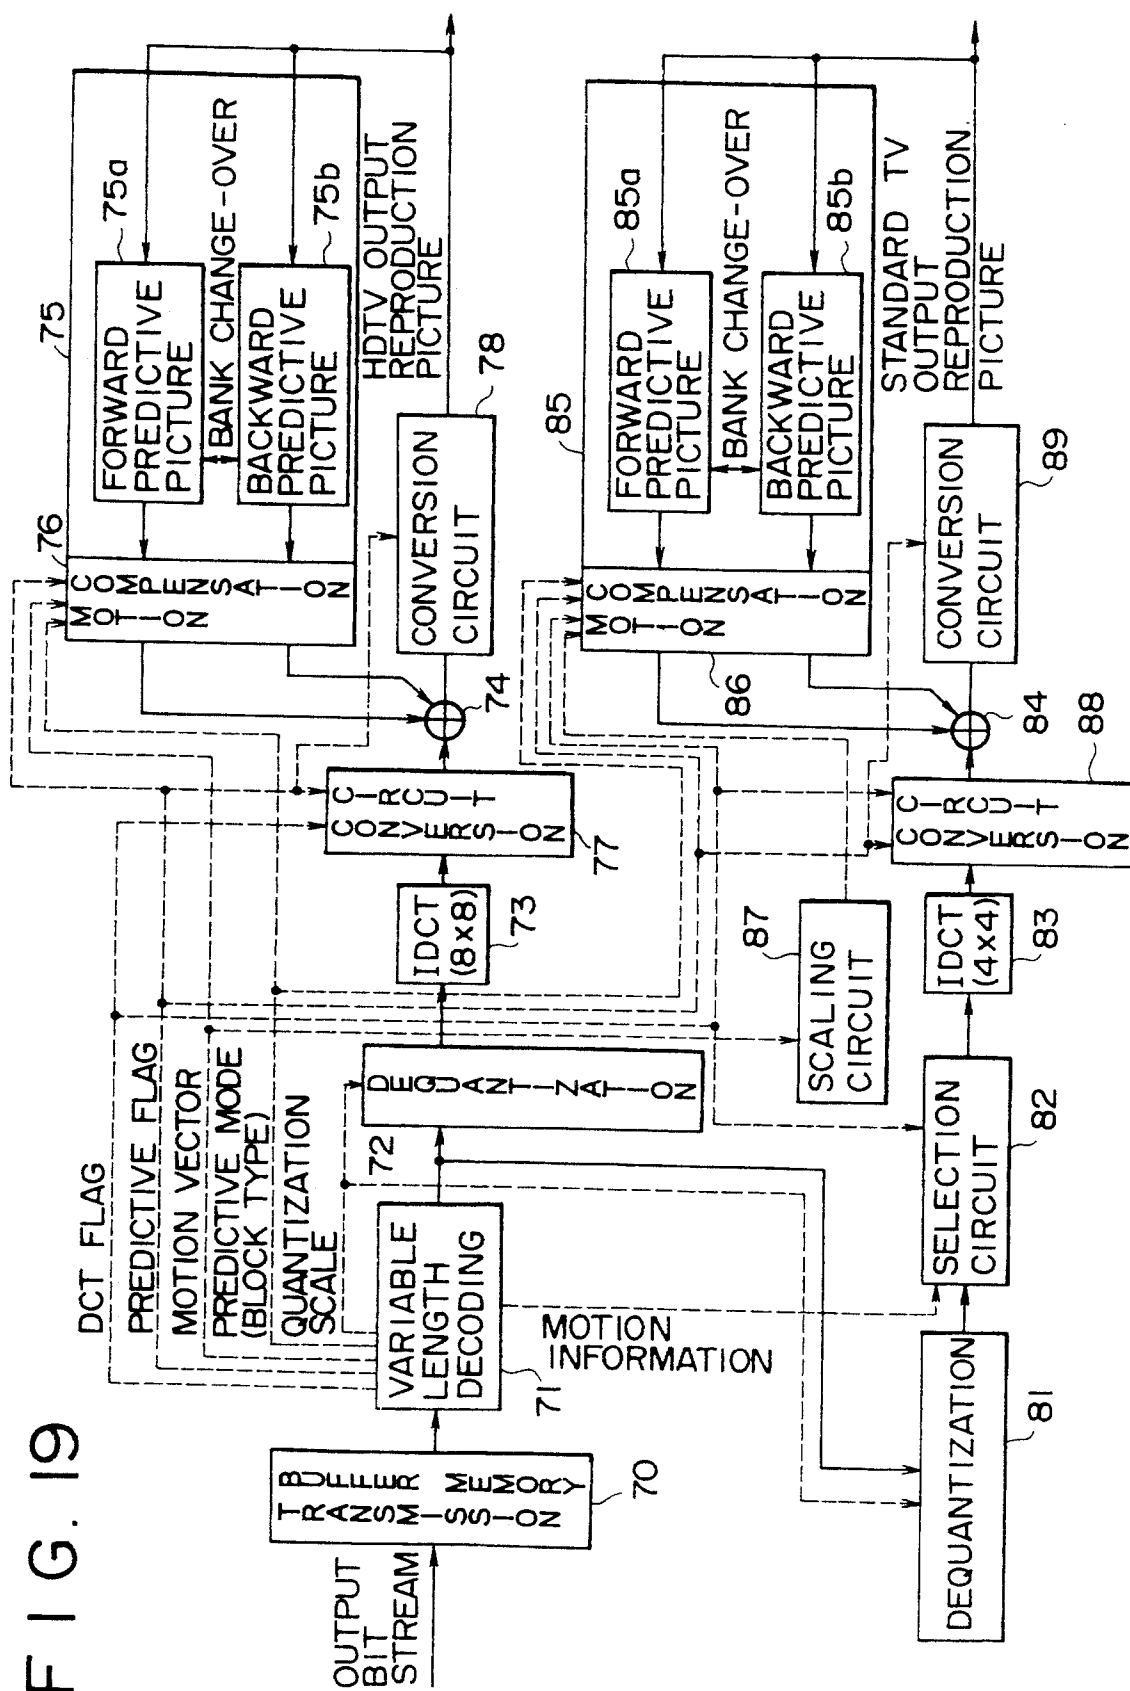 FIG. 19
OUTPUT
BIT
STREAM
TRANSMISSION
BUFFER MEMORY
70
VARIABLE
LENGTH
DECODING
71
DCT FLAG
PREDICTIVE FLAG
MOTION VECTOR
PREDICTIVE MODE
(BLOCK TYPE)
QUANTIZATION
SCALE
MOTION
INFORMATION
72
DEQUANTIZATION
IDCT
(8×8)
73
CONVERSION
CIRCUIT
77
74
CONVERSION
CIRCUIT
78
76
MOTION
COMPENSATION
75
FORWARD
PREDICTIVE
PICTURE
75a
BANK CHANGE-OVER
BACKWARD
PREDICTIVE
PICTURE
75b
HDTV OUTPUT
REPRODUCTION
PICTURE
DEQUANTIZATION
81
SELECTION
CIRCUIT
82
SCALING
CIRCUIT
87
IDCT
(4×4)
83
CONVERSION
CIRCUIT
88
84
CONVERSION
CIRCUIT
89
86
MOTION
COMPENSATION
85
FORWARD
PREDICTIVE
PICTURE
85a
BANK CHANGE-OVER
BACKWARD
PREDICTIVE
PICTURE
85b
STANDARD TV
OUTPUT
REPRODUCTION
PICTURE